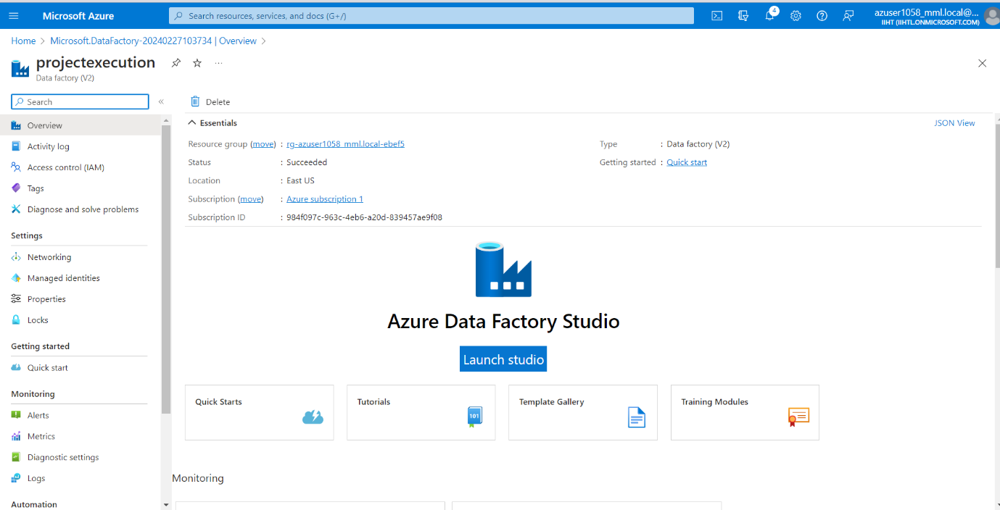 Microsoft Azure
Search resources, services, and docs (G+/)
4
azuser1058_mml.local@...
IIHT (IIHTL.ONMICROSOFT.COM)
Home > Microsoft.DataFactory-20240227103734 | Overview >
projectexecution
...
Data factory (V2)
Search
«
Delete
Overview
Activity log
Access control (IAM)
Tags
Diagnose and solve problems
Settings
Networking
Managed identities
Properties
Locks
Getting started
Quick start
Monitoring
Alerts
Metrics
Diagnostic settings
Logs
Automation
Essentials
JSON View
Resource group (move) : rg-azuser1058_mml.local-ebef5
Status : Succeeded
Location : East US
Subscription (move) : Azure subscription 1
Subscription ID : 984f097c-963c-4eb6-a20d-839457ae9f08
Type : Data factory (V2)
Getting started : Quick start
Azure Data Factory Studio
Launch studio
Quick Starts
Tutorials
101
Template Gallery
Training Modules
Monitoring